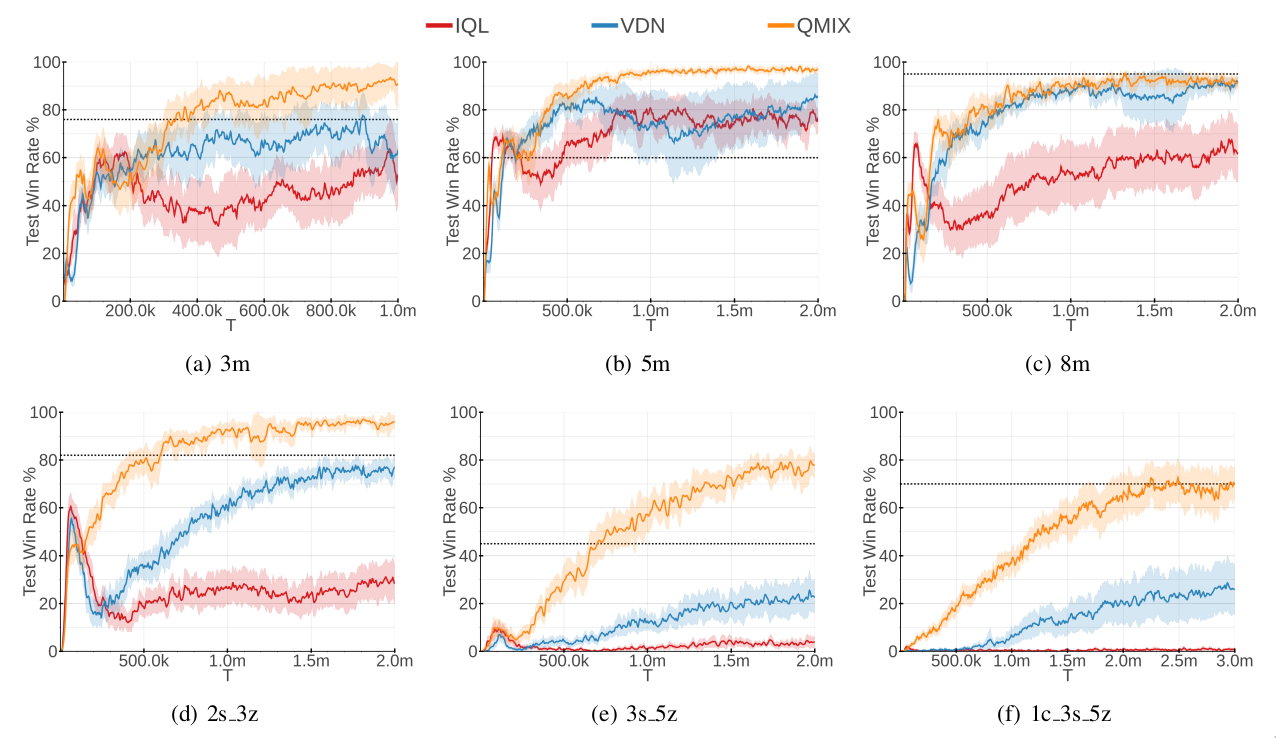 IQL VDN QMIX
Test Win Rate %
100
80
60
40
20
0
200.0k 400.0k 600.0k 800.0k 1.0m
T
(a) 3m
Test Win Rate %
100
80
60
40
20
0
500.0k 1.0m 1.5m 2.0m
T
(b) 5m
Test Win Rate %
100
80
60
40
20
0
500.0k 1.0m 1.5m 2.0m
T
(c) 8m
Test Win Rate %
100
80
60
40
20
0
500.0k 1.0m 1.5m 2.0m
T
(d) 2s_3z
Test Win Rate %
100
80
60
40
20
0
500.0k 1.0m 1.5m 2.0m
T
(e) 3s_5z
Test Win Rate %
100
80
60
40
20
0
500.0k 1.0m 1.5m 2.0m 2.5m 3.0m
T
(f) 1c_3s_5z